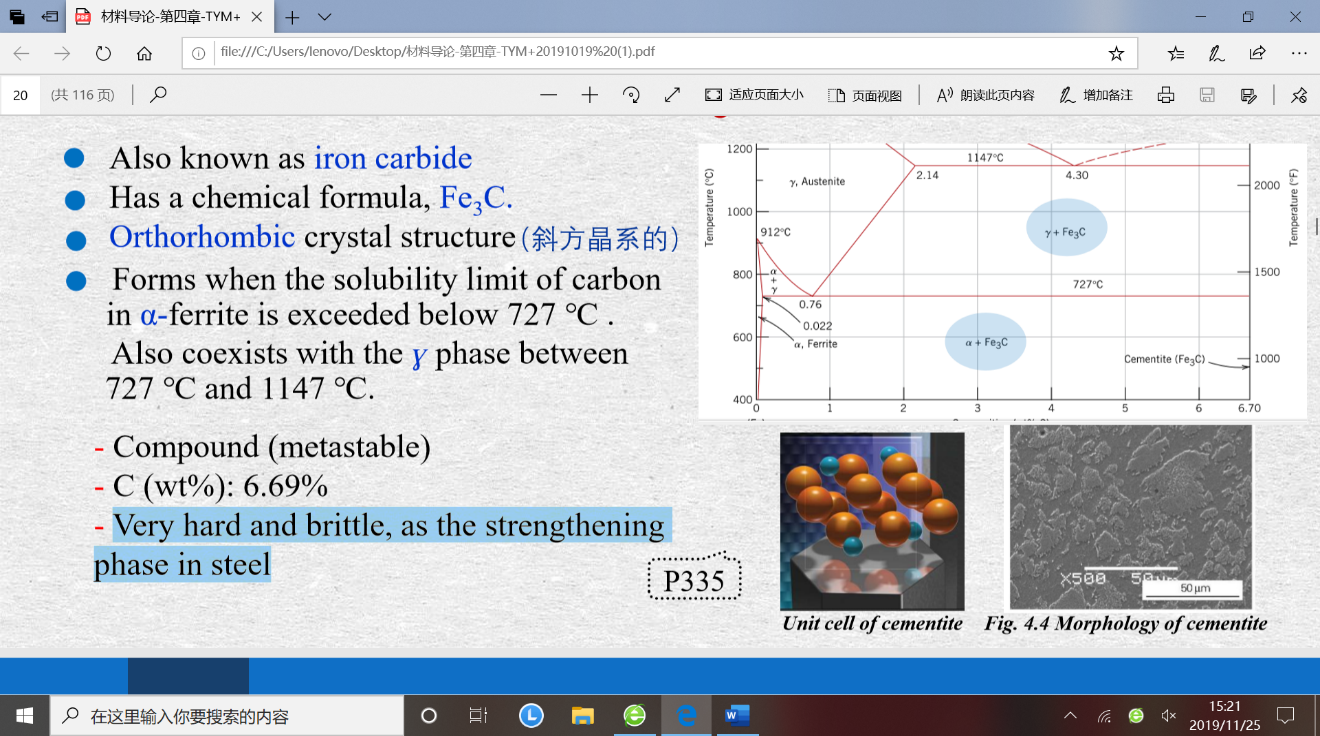 材料导论-第四章-TYM+
file:///C:/Users/lenovo/Desktop/材料导论-第四章-TYM+20191019%20(1).pdf
20 (共 116 页) 适应页面大小 页面视图 朗读此页内容 增加备注
Also known as iron carbide
Has a chemical formula, Fe₃C.
Orthorhombic crystal structure (斜方晶系的)
Forms when the solubility limit of carbon
in α-ferrite is exceeded below 727 ℃ .
Also coexists with the γ phase between
727 ℃ and 1147 ℃.
- Compound (metastable)
- C (wt%): 6.69%
- Very hard and brittle, as the strengthening
phase in steel
P335
Temperature (°C)
1200
1000
800
600
400
γ, Austenite
1147°C
2.14
4.30
912°C
γ + Fe₃C
α
+
γ
727°C
0.76
0.022
α, Ferrite
α + Fe₃C
Cementite (Fe₃C)
2000
1500
1000
Temperature (°F)
0 1 2 3 4 5 6 6.70
X500 50µm
50 µm
Unit cell of cementite
Fig. 4.4 Morphology of cementite
在这里输入你要搜索的内容
15:21
2019/11/25